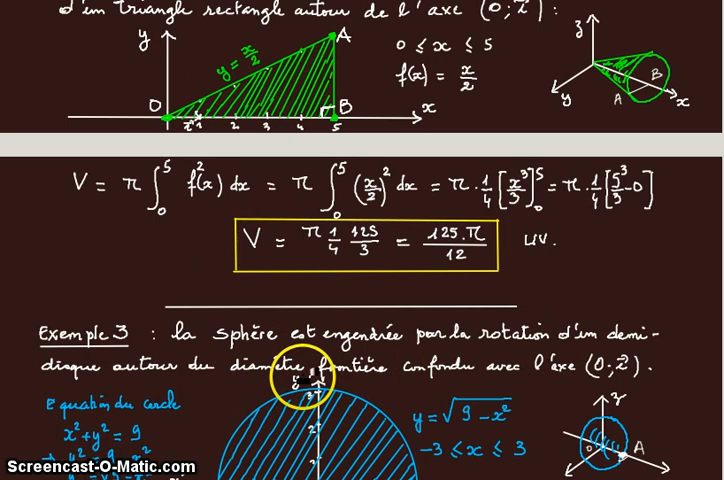 d'un triangle rectangle autour de l'axe (O; i⃗) :
y A 0 ≤ x ≤ 5 z
y = x/2 f(x) = x/2 B
O B x y A x
1 2 3 4 5
V = π ∫₀⁵ f²(x) dx = π ∫₀⁵ (x/2)² dx = π · 1/4 [x³/3]₀⁵ = π · 1/4 [5³/3 - 0]
V = π 1/4 125/3 = 125.π/12 uv.
Exemple 3 : la sphère est engendrée par la rotation d'un demi-
disque autour du diamètre frontière confondu avec l'axe (O; i⃗).
Equation du cercle 3 y = √(9 - x²) z
x² + y² = 9 2 -3 ≤ x ≤ 3 O A
Screencast-O-Matic.com